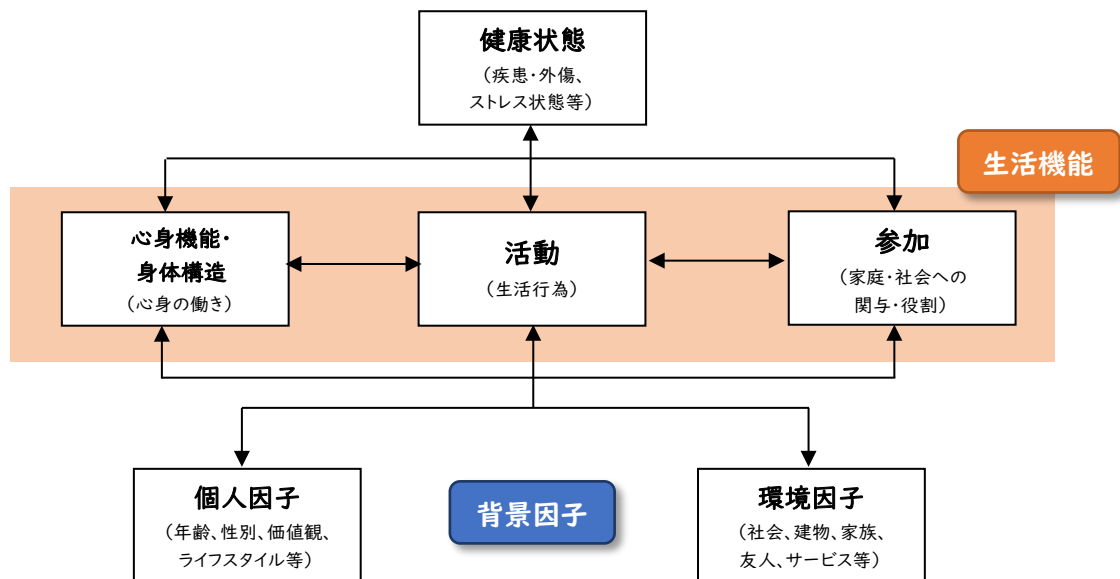 健康状態
（疾患・外傷、
ストレス状態等）
生活機能
心身機能・
身体構造
（心身の働き）
活動
（生活行為）
参加
（家庭・社会への
関与・役割）
個人因子
（年齢、性別、価値観、
ライフスタイル等）
背景因子
環境因子
（社会、建物、家族、
友人、サービス等）